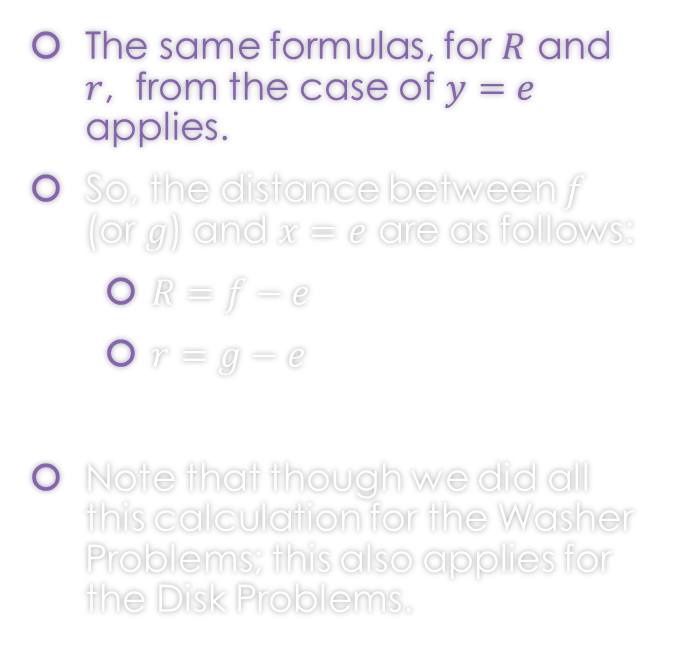 The same formulas, for R and
r, from the case of y = e
applies.
So, the distance between f
(or g) and x = e are as follows:
R = f − e
r = g − e
Note that though we did all
this calculation for the Washer
Problems; this also applies for
the Disk Problems.